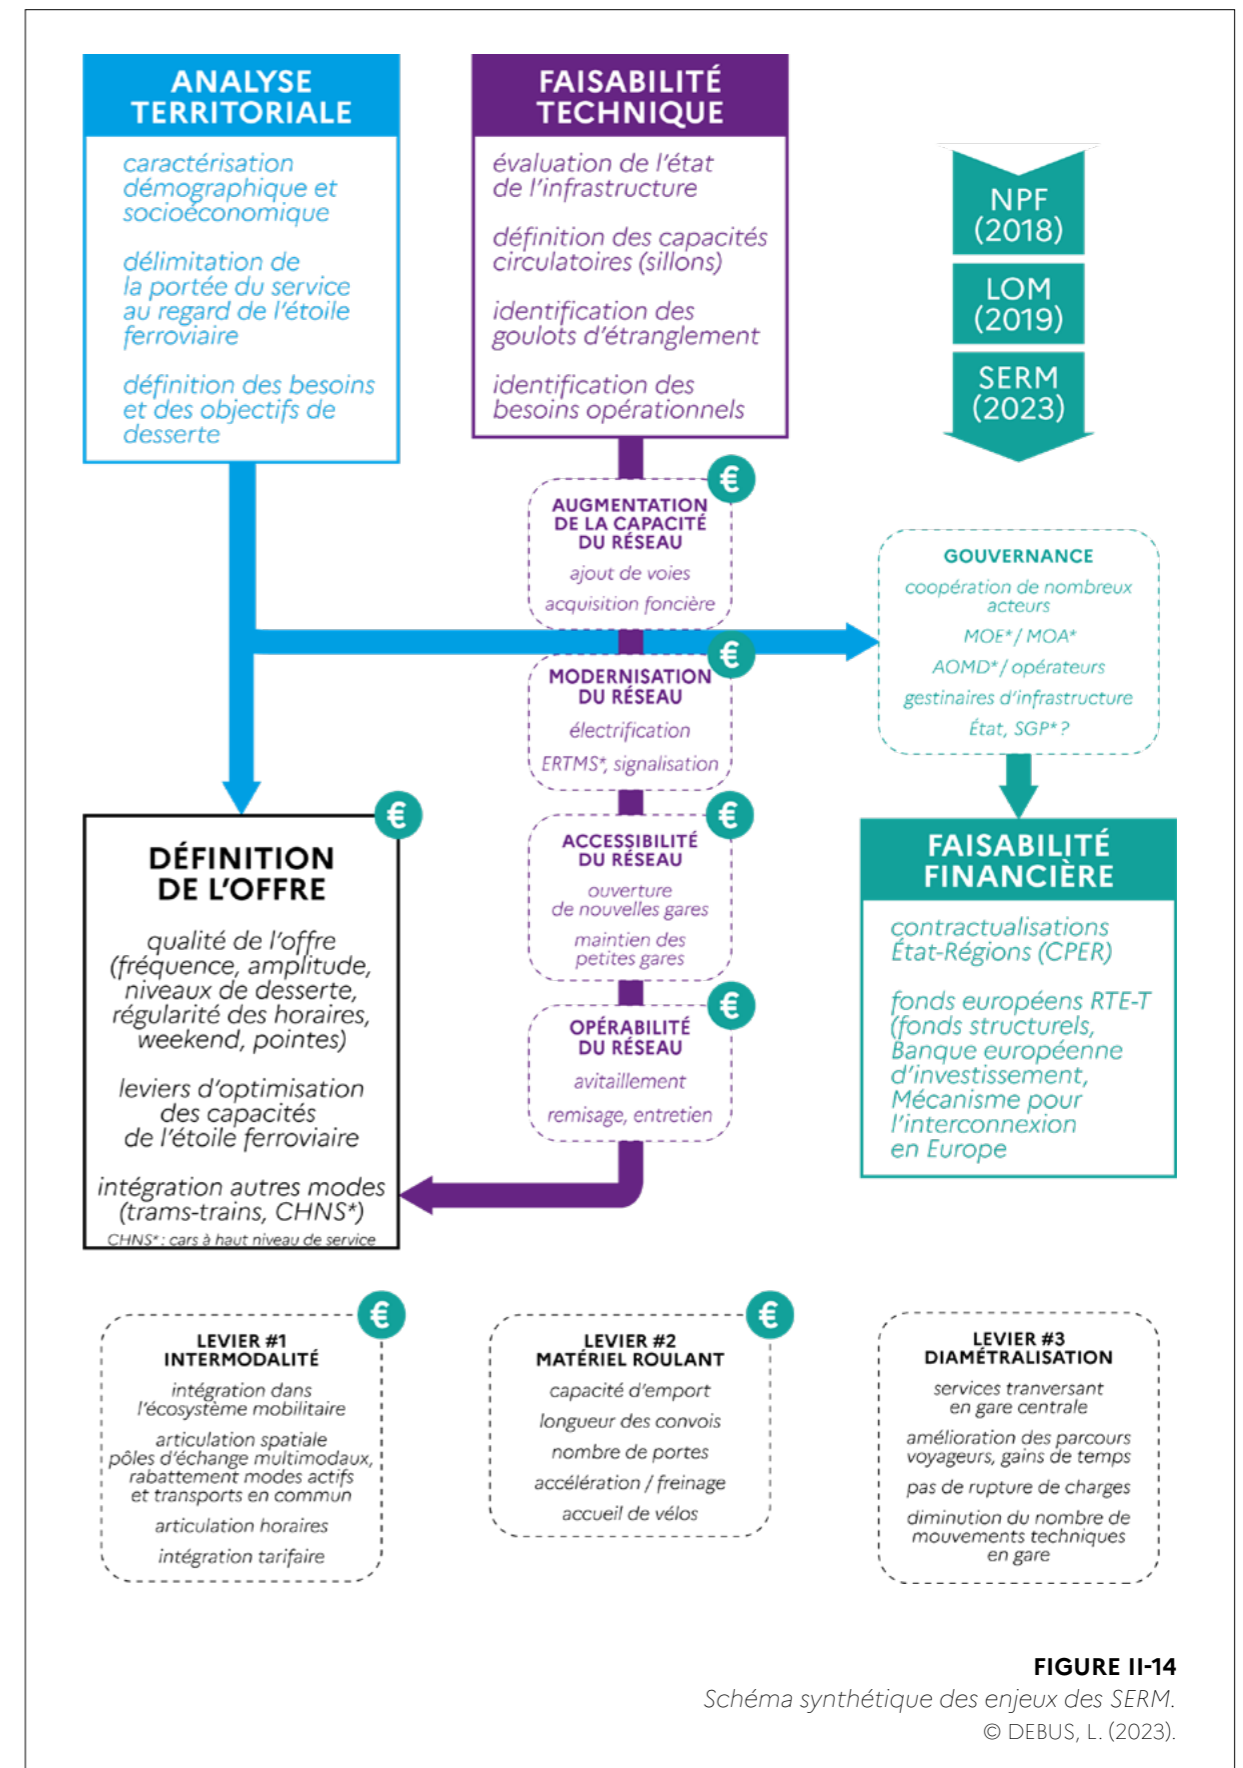 ANALYSE
TERRITORIALE
caractérisation
démographique et
socioéconomique
délimitation de
la portée du service
au regard de l'étoile
ferroviaire
définition des besoins
et des objectifs de
desserte
FAISABILITÉ
TECHNIQUE
évaluation de l'état
de l'infrastructure
définition des capacités
circulatoires (sillons)
identification des
goulots d'étranglement
identification des
besoins opérationnels
NPF
(2018)
LOM
(2019)
SERM
(2023)
€
AUGMENTATION
DE LA CAPACITÉ
DU RÉSEAU
ajout de voies
acquisition foncière
€
MODERNISATION
DU RÉSEAU
électrification
ERTMS*, signalisation
€
ACCESSIBILITÉ
DU RÉSEAU
ouverture
de nouvelles gares
maintien des
petites gares
€
OPÉRABILITÉ
DU RÉSEAU
avitaillement
remisage, entretien
GOUVERNANCE
coopération de nombreux
acteurs
MOE*/ MOA*
AOMD*/ opérateurs
gestinaires d'infrastructure
État, SGP*?
€
DÉFINITION
DE L'OFFRE
qualité de l'offre
(fréquence, amplitude,
niveaux de desserte,
régularité des horaires,
weekend, pointes)
leviers d'optimisation
des capacités
de l'étoile ferroviaire
intégration autres modes
(trams-trains, CHNS*)
CHNS* : cars à haut niveau de service
FAISABILITÉ
FINANCIÈRE
contractualisations
État-Régions (CPER)
fonds européens RTE-T
(fonds structurels,
Banque européenne
d'investissement,
Mécanisme pour
l'interconnexion
en Europe
€
LEVIER #1
INTERMODALITÉ
intégration dans
l'écosystème mobilitaire
articulation spatiale
pôles d'échange multimodaux,
rabattement modes actifs
et transports en commun
articulation horaires
intégration tarifaire
€
LEVIER #2
MATÉRIEL ROULANT
capacité d'emport
longueur des convois
nombre de portes
accélération / freinage
accueil de vélos
LEVIER #3
DIAMÉTRALISATION
services tranversant
en gare centrale
amélioration des parcours
voyageurs, gains de temps
pas de rupture de charges
diminution du nombre de
mouvements techniques
en gare
FIGURE II-14
Schéma synthétique des enjeux des SERM.
© DEBUS, L. (2023).